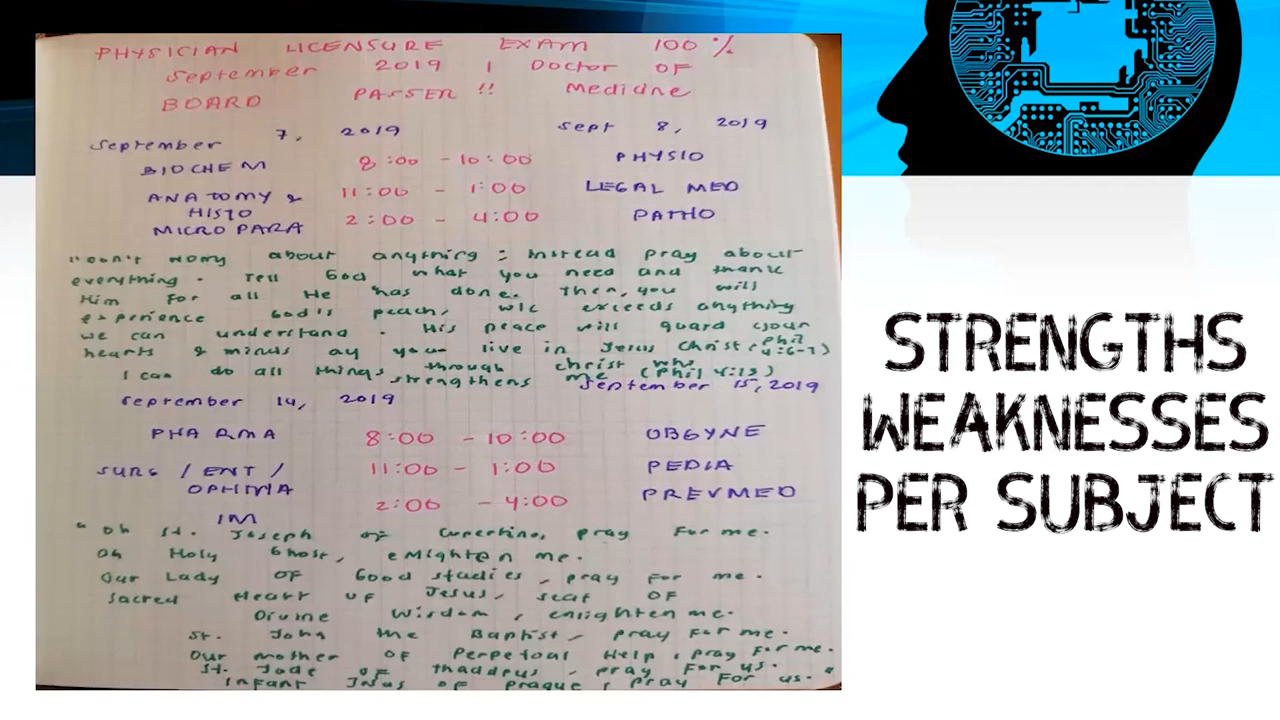 PHYSICIAN LICENSURE EXAM 100 %
September 2019 1 Doctor OF
BOARD PASSER !! Medicine
September 7, 2019 Sept 8, 2019
BIOCHEM 8:00 - 10:00 PHYSIO
ANATOMY & 11:00 - 1:00 LEGAL MED
HISTO
MICRO PARA 2:00 - 4:00 PATHO
"Don't worry about anything : Instead pray about
everything. Tell God what you need and thank
Him for all He has done. Then, you will
experience God's peach, w/c exceeds anything
we can understand. His peace will guard your
hearts & minds as you live in Jesus Christ (Phil 4:6-7)
I can do all things through christ who
strengthens me (Phil 4:13)
September 14, 2019 September 15, 2019
PHARMA 8:00 - 10:00 OBGYNE
SURG / ENT / 11:00 - 1:00 PEDIA
OPHTHA
IM 2:00 - 4:00 PREVMED
"Oh St. Joseph of Cupertino, pray for me.
Oh Holy Ghost, enlighten me.
Our Lady OF Good studies, pray for me.
Sacred Heart of Jesus, seat OF
Divine Wisdom, enlighten me.
St. John the Baptist, pray for me.
Our mother OF Perpetual Help, pray for me.
St. Jude OF Thaddeus, pray for us.
Infant Jesus of Prague, pray for us."
STRENGTHS
WEAKNESSES
PER SUBJECT